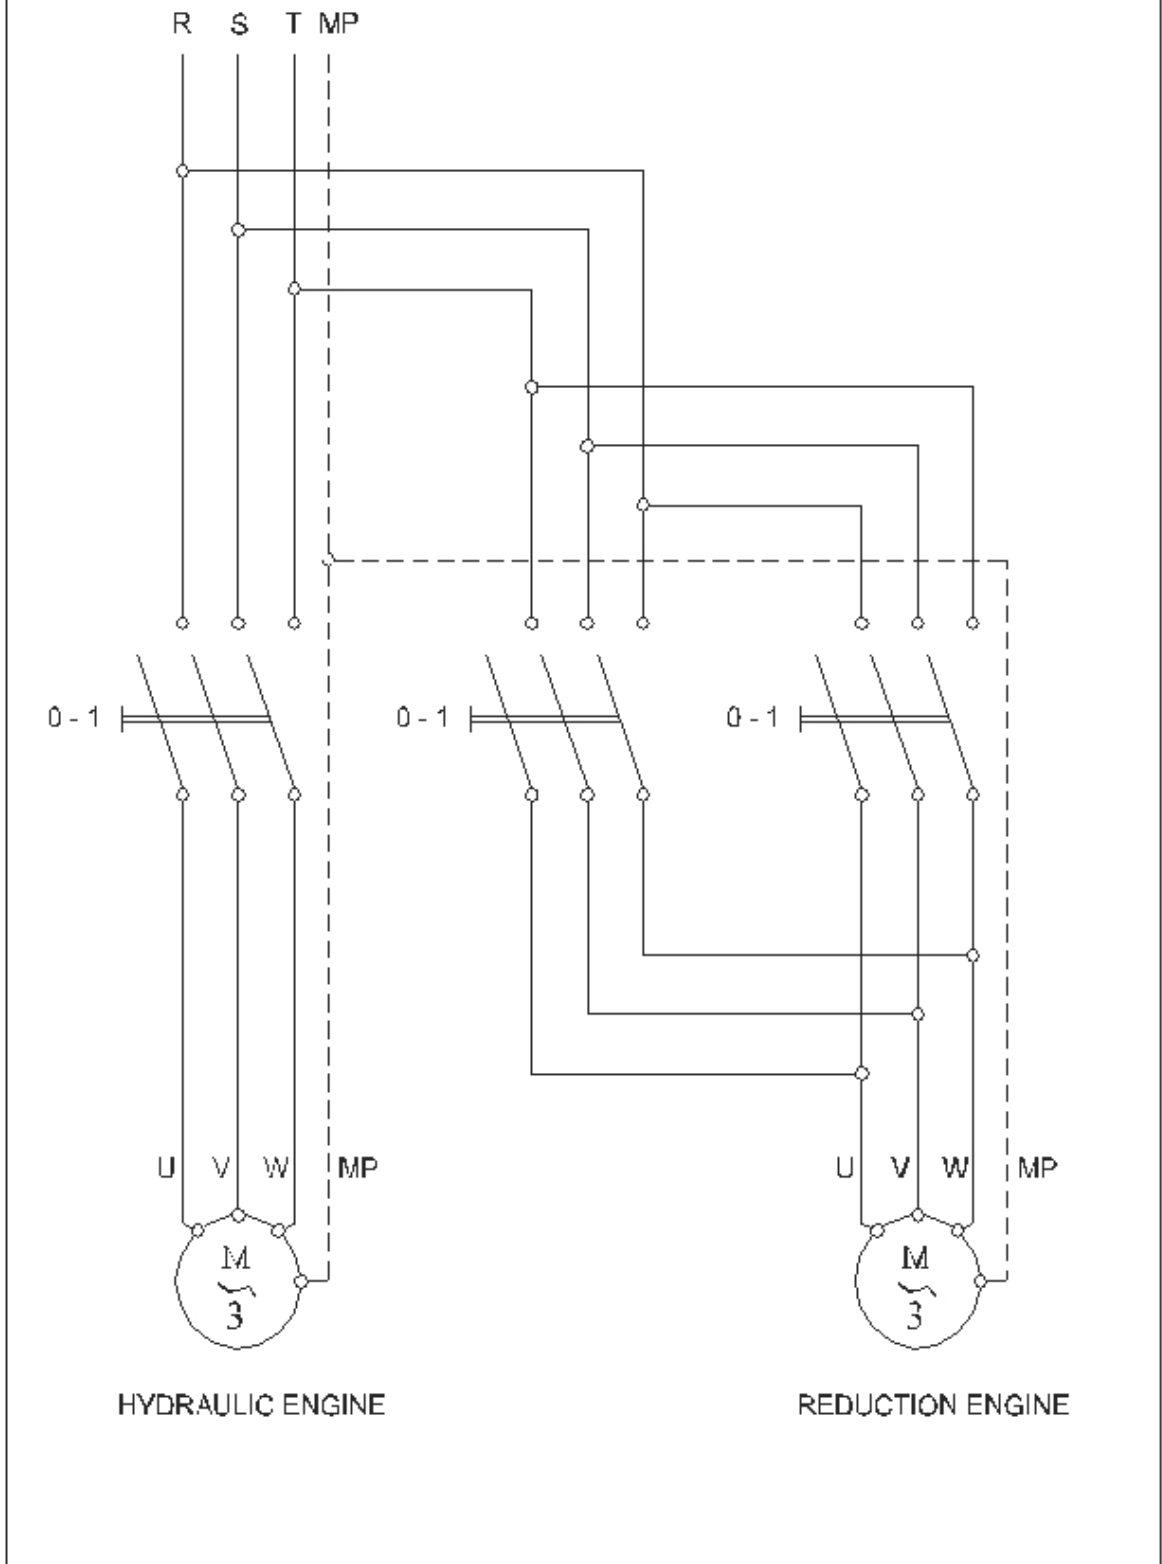 R S T MP
0 - 1 0 - 1 0 - 1
U V W MP U V W MP
M M
3 3
HYDRAULIC ENGINE REDUCTION ENGINE